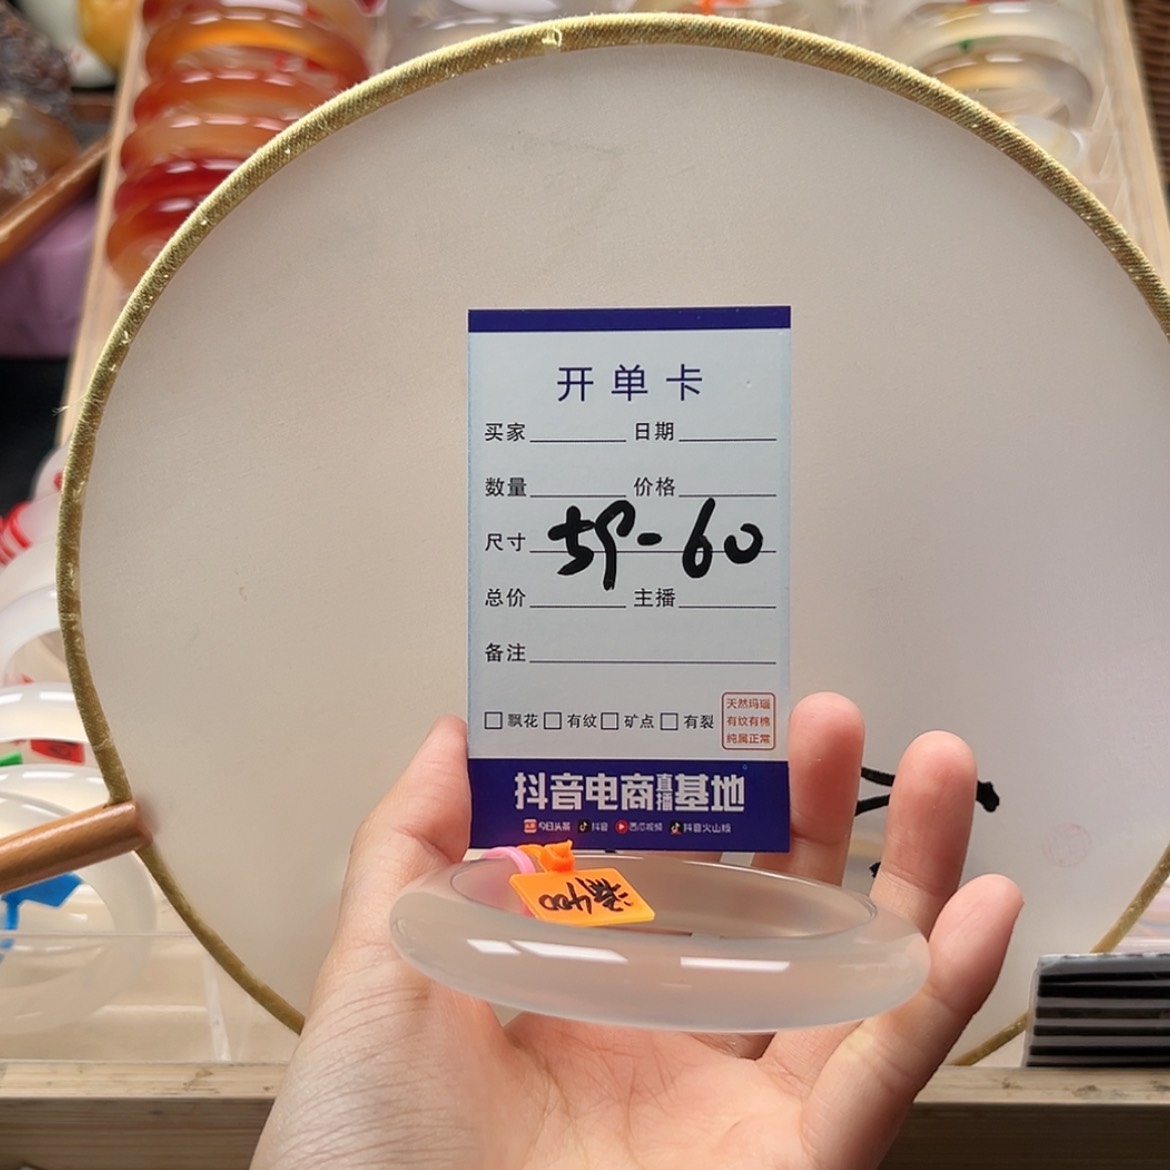 开单卡
买家 日期
数量 价格
尺寸 59-60
总价 主播
备注
飘花 有纹 矿点 有裂
天然玛瑙
有纹有棉
纯属正常
抖音电商直播基地
今日头条 抖音 西瓜视频 抖音火山版
满400